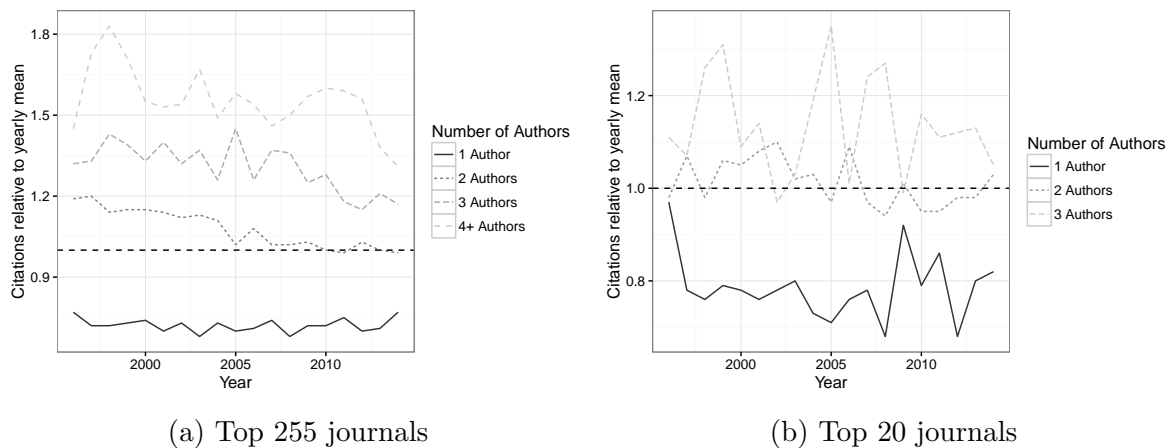 Citations relative to yearly mean
1.8
1.5
1.2
0.9
2000
2005
2010
Year
Number of Authors
1 Author
2 Authors
3 Authors
4+ Authors
(a) Top 255 journals
Citations relative to yearly mean
1.2
1.0
0.8
2000
2005
2010
Year
Number of Authors
1 Author
2 Authors
3 Authors
(b) Top 20 journals